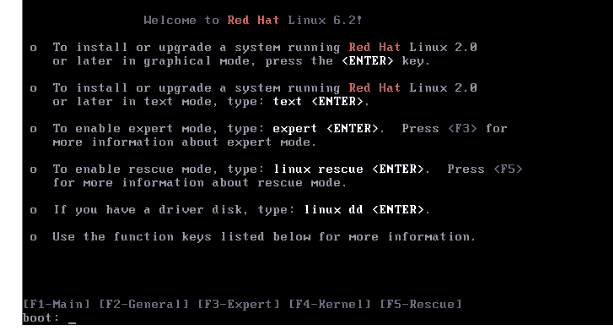 Welcome to Red Hat Linux 6.2!
o To install or upgrade a system running Red Hat Linux 2.0
or later in graphical mode, press the <ENTER> key.
o To install or upgrade a system running Red Hat Linux 2.0
or later in text mode, type: text <ENTER>.
o To enable expert mode, type: expert <ENTER>. Press <F3> for
more information about expert mode.
o To enable rescue mode, type: linux rescue <ENTER>. Press <F5>
for more information about rescue mode.
o If you have a driver disk, type: linux dd <ENTER>.
o Use the function keys listed below for more information.
[F1-Main] [F2-General] [F3-Expert] [F4-Kernel] [F5-Rescue]
boot: _